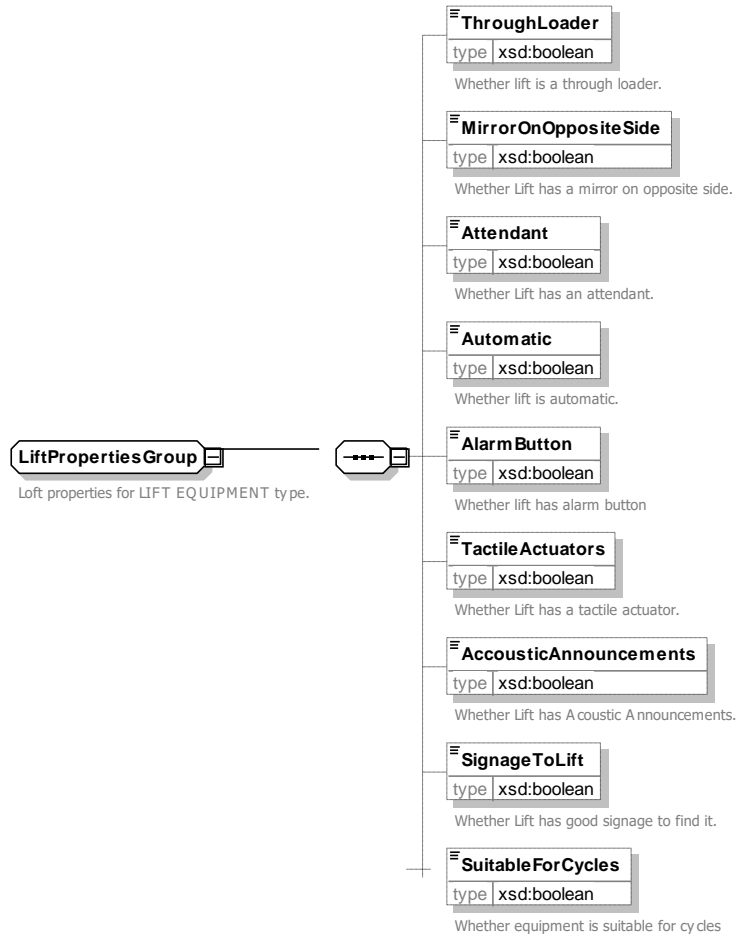 ThroughLoader
type xsd:boolean
Whether lift is a through loader.
MirrorOnOppositeSide
type xsd:boolean
Whether Lift has a mirror on opposite side.
Attendant
type xsd:boolean
Whether Lift has an attendant.
Automatic
type xsd:boolean
Whether lift is automatic.
LiftPropertiesGroup
Loft properties for LIFT EQUIPMENT type.
AlarmButton
type xsd:boolean
Whether lift has alarm button
TactileActuators
type xsd:boolean
Whether Lift has a tactile actuator.
AccousticAnnouncements
type xsd:boolean
Whether Lift has Acoustic Announcements.
SignageToLift
type xsd:boolean
Whether Lift has good signage to find it.
SuitableForCycles
type xsd:boolean
Whether equipment is suitable for cycles